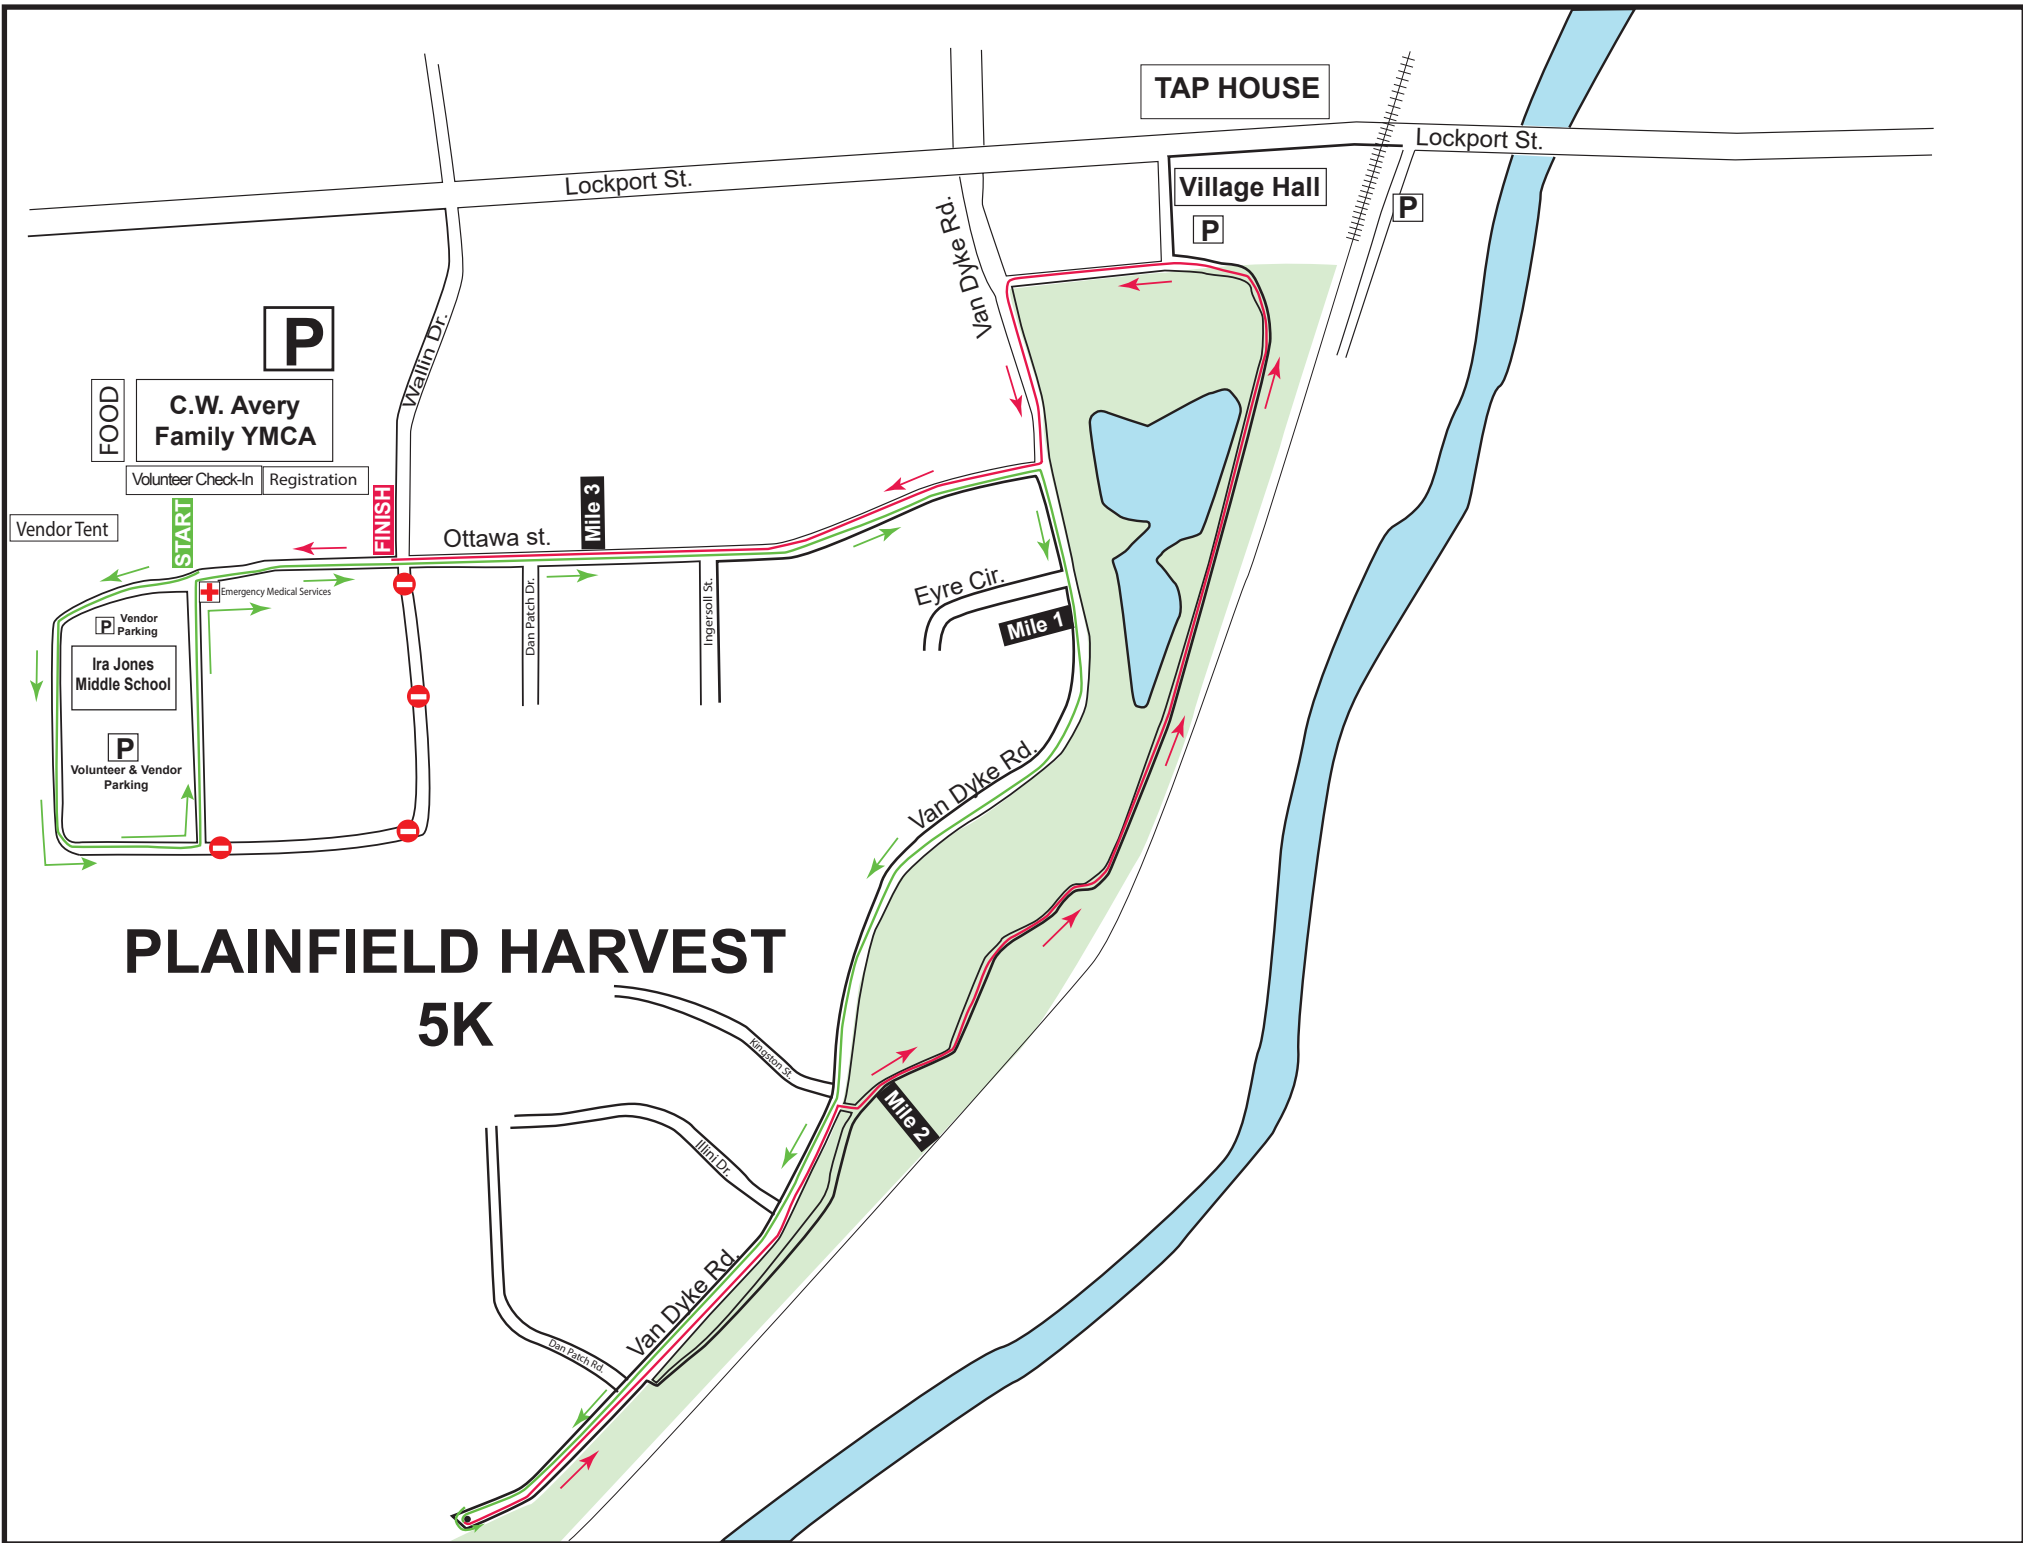 TAP HOUSE
Lockport St.
Lockport St.
Village Hall
P
P
Van Dyke Rd.
P
Wallin Dr.
FOOD
C.W. Avery
Family YMCA
Volunteer Check-In
Registration
START
FINISH
Vendor Tent
Ottawa st.
Mile 3
Emergency Medical Services
Dan Patch Dr.
Ingersoll St.
Eyre Cir.
Mile 1
P
Vendor
Parking
Ira Jones
Middle School
P
Volunteer & Vendor
Parking
Van Dyke Rd.
PLAINFIELD HARVEST
5K
Kingston St.
Mile 2
Illini Dr.
Van Dyke Rd.
Dan Patch Rd.